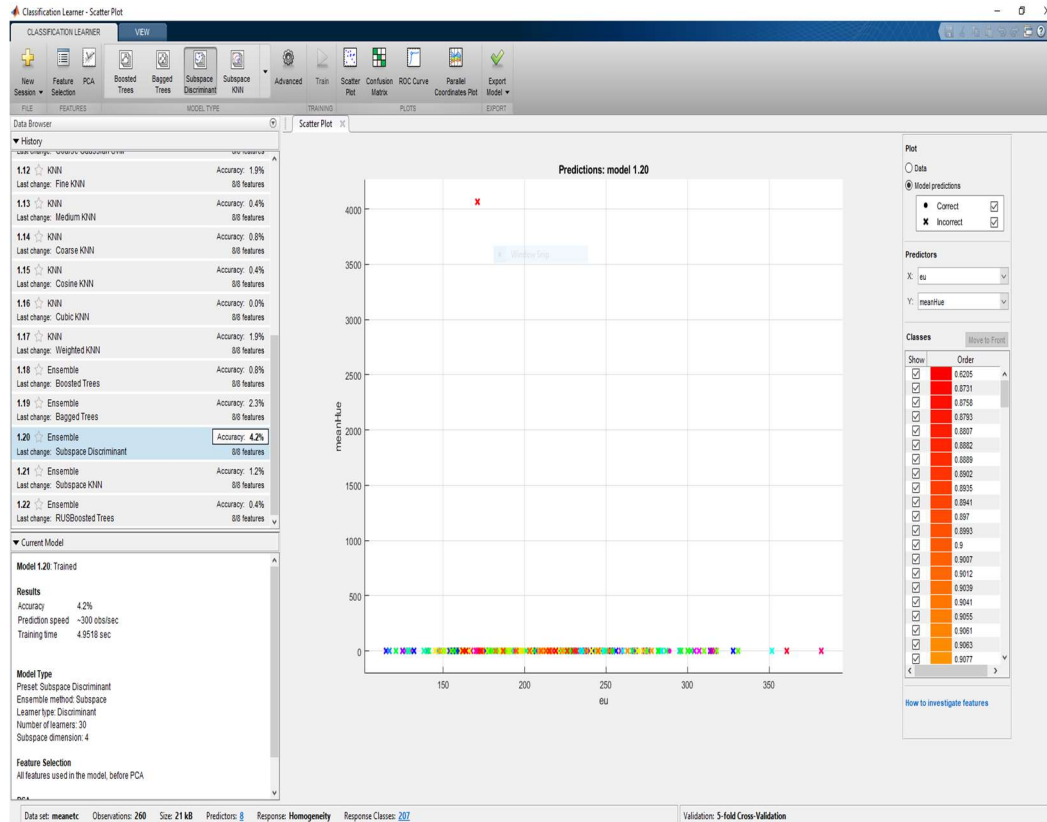 Classification Learner - Scatter Plot
CLASSIFICATION LEARNER VIEW
New Session Feature Selection PCA Boosted Trees Bagged Trees Subspace Discriminant Subspace KNN Advanced Train Scatter Plot Confusion Matrix ROC Curve Parallel Coordinates Plot Export Model
FILE FEATURES MODEL TYPE TRAINING PLOTS EXPORT
Data Browser
History
1.12 KNN Accuracy: 1.9%
Last change: Fine KNN 8/8 features
1.13 KNN Accuracy: 0.4%
Last change: Medium KNN 8/8 features
1.14 KNN Accuracy: 0.8%
Last change: Coarse KNN 8/8 features
1.15 KNN Accuracy: 0.4%
Last change: Cosine KNN 8/8 features
1.16 KNN Accuracy: 0.0%
Last change: Cubic KNN 8/8 features
1.17 KNN Accuracy: 1.9%
Last change: Weighted KNN 8/8 features
1.18 Ensemble Accuracy: 0.8%
Last change: Boosted Trees 8/8 features
1.19 Ensemble Accuracy: 2.3%
Last change: Bagged Trees 8/8 features
1.20 Ensemble Accuracy: 4.2%
Last change: Subspace Discriminant 8/8 features
1.21 Ensemble Accuracy: 1.2%
Last change: Subspace KNN 8/8 features
1.22 Ensemble Accuracy: 0.4%
Last change: RUSBoosted Trees 8/8 features
Current Model
Model 1.20: Trained
Results
Accuracy 4.2%
Prediction speed ~300 obs/sec
Training time 4.9518 sec
Model Type
Preset: Subspace Discriminant
Ensemble method: Subspace
Learner type: Discriminant
Number of learners: 30
Subspace dimension: 4
Feature Selection
All features used in the model, before PCA
Scatter Plot
Predictions: model 1.20
4000
3500
3000
2500
2000
1500
1000
500
0
meanHue
150 200 250 300 350
eu
Window Snip
Plot
Data
Model predictions
Correct
Incorrect
Predictors
X: eu
Y: meanHue
Classes Move to Front
Show Order
0.6205
0.8731
0.8758
0.8793
0.8807
0.8882
0.8889
0.8902
0.8935
0.8941
0.897
0.8993
0.9
0.9007
0.9012
0.9039
0.9041
0.9055
0.9061
0.9063
0.9077
How to investigate features
Data set: meanetc Observations: 260 Size: 21 kB Predictors: 8 Response: Homogeneity Response Classes: 207 Validation: 5-fold Cross-Validation